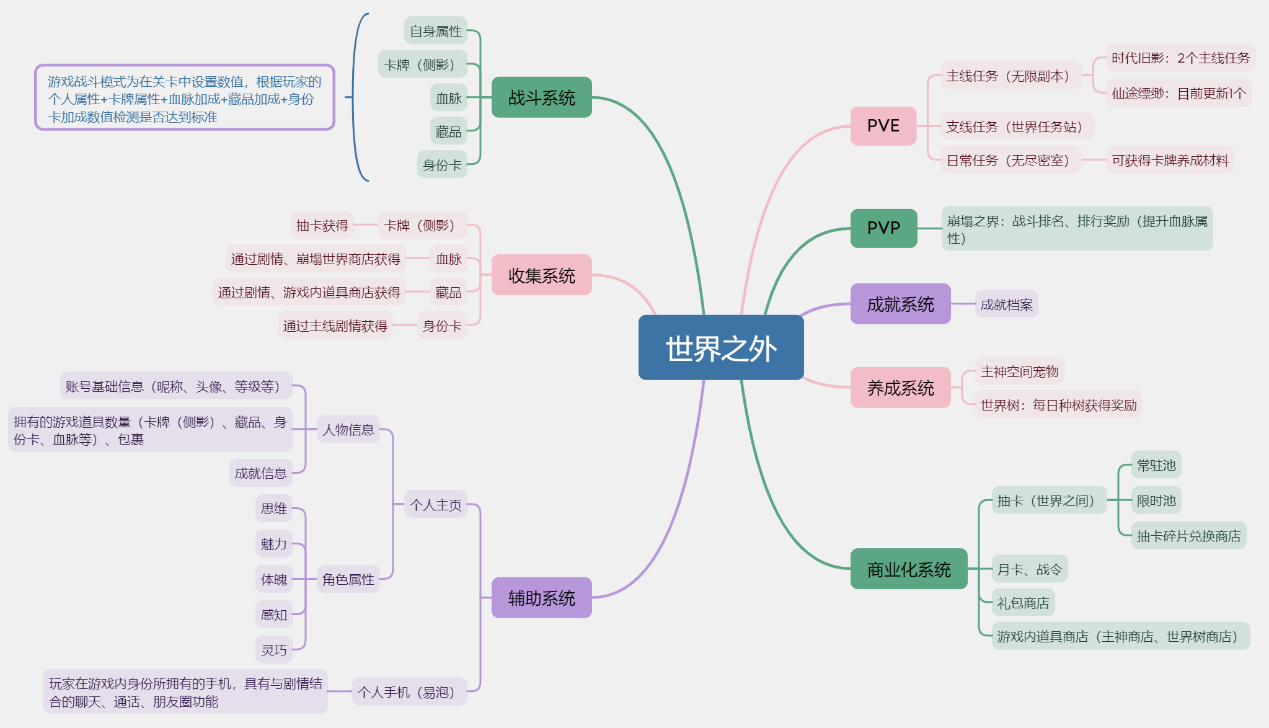 世界之外
战斗系统
自身属性
卡牌（侧影）
血脉
藏品
身份卡
游戏战斗模式为在关卡中设置数值，根据玩家的
个人属性+卡牌属性+血脉加成+藏品加成+身份
卡加成数值检测是否达到标准
收集系统
卡牌（侧影）
抽卡获得
血脉
通过剧情、崩塌世界商店获得
藏品
通过剧情、游戏内道具商店获得
身份卡
通过主线剧情获得
辅助系统
个人主页
人物信息
账号基础信息（昵称、头像、等级等）
拥有的游戏道具数量（卡牌（侧影）、藏品、身
份卡、血脉等）、包裹
成就信息
角色属性
思维
魅力
体魄
感知
灵巧
个人手机（易泡）
玩家在游戏内身份所拥有的手机，具有与剧情结
合的聊天、通话、朋友圈功能
PVE
主线任务（无限副本）
时代旧影：2个主线任务
仙途缥缈：目前更新1个
支线任务（世界任务站）
日常任务（无尽密室）
可获得卡牌养成材料
PVP
崩塌之界：战斗排名、排行奖励（提升血脉属
性）
成就系统
成就档案
养成系统
主神空间宠物
世界树：每日种树获得奖励
商业化系统
抽卡（世界之间）
常驻池
限时池
抽卡碎片兑换商店
月卡、战令
礼包商店
游戏内道具商店（主神商店、世界树商店）